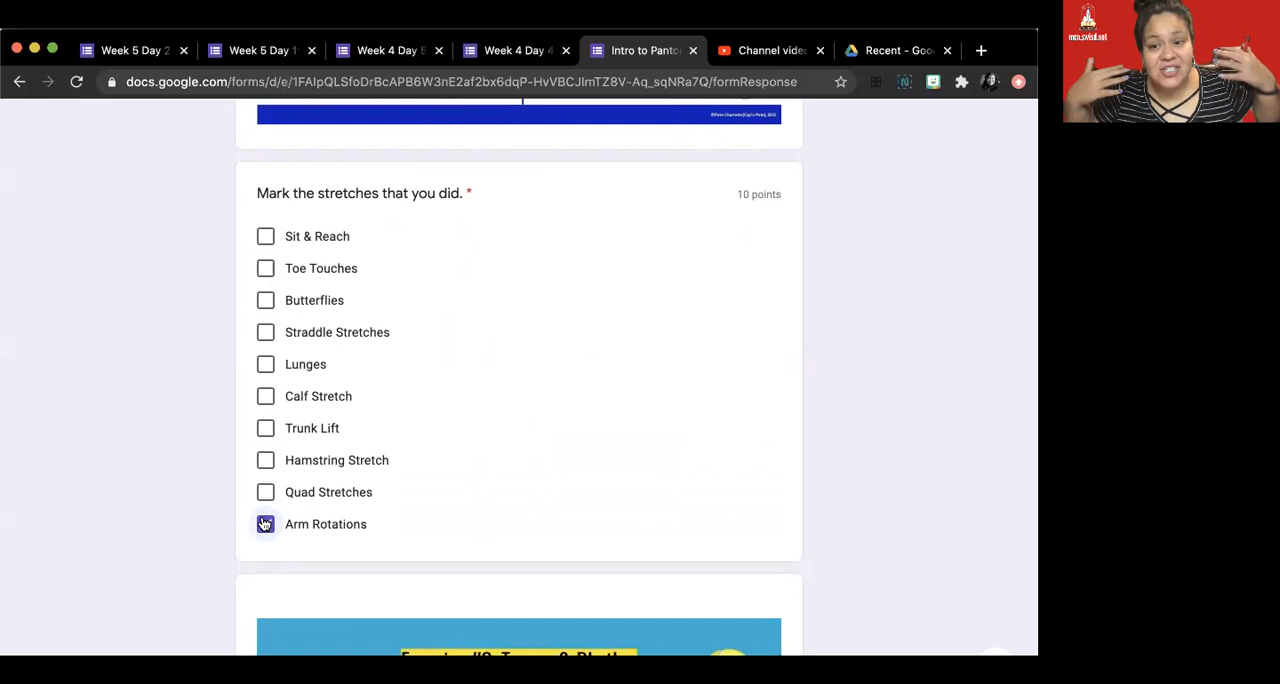 Week 5 Day 2
Week 5 Day 1
Week 4 Day 5
Week 4 Day 4
Intro to Panto
Channel video
Recent - Goo
docs.google.com/forms/d/e/1FAIpQLSfoDrBcAPB6W3nE2af2bx6dqP-HvVBCJlmTZ8V-Aq_sqNRa7Q/formResponse
Mark the stretches that you did. *
10 points
Sit & Reach
Toe Touches
Butterflies
Straddle Stretches
Lunges
Calf Stretch
Trunk Lift
Hamstring Stretch
Quad Stretches
Arm Rotations